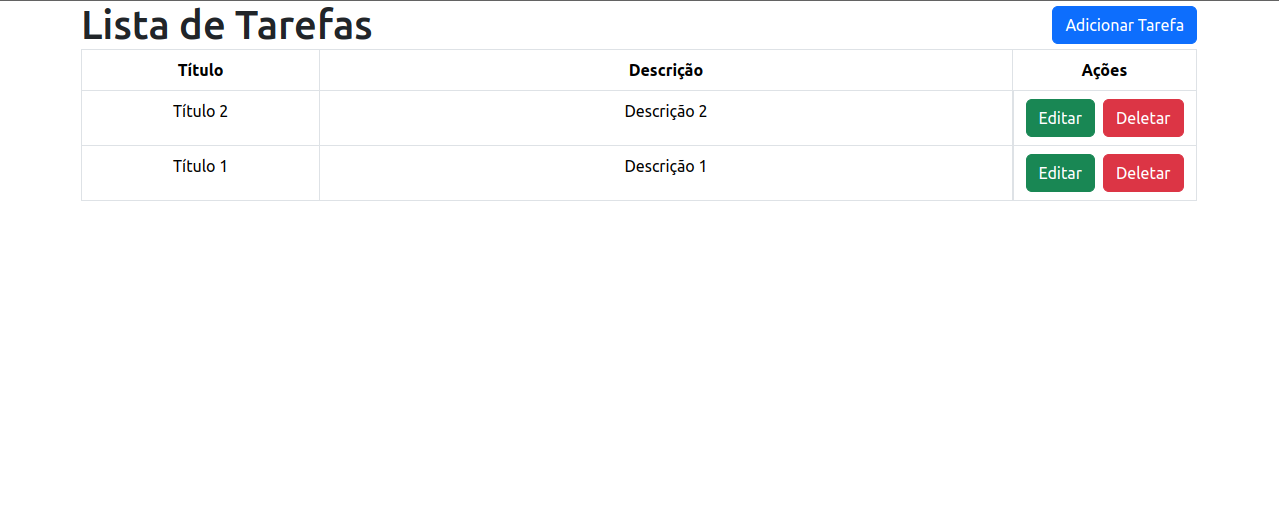 Lista de Tarefas Adicionar Tarefa
Título Descrição Ações
Título 2 Descrição 2 Editar Deletar
Título 1 Descrição 1 Editar Deletar